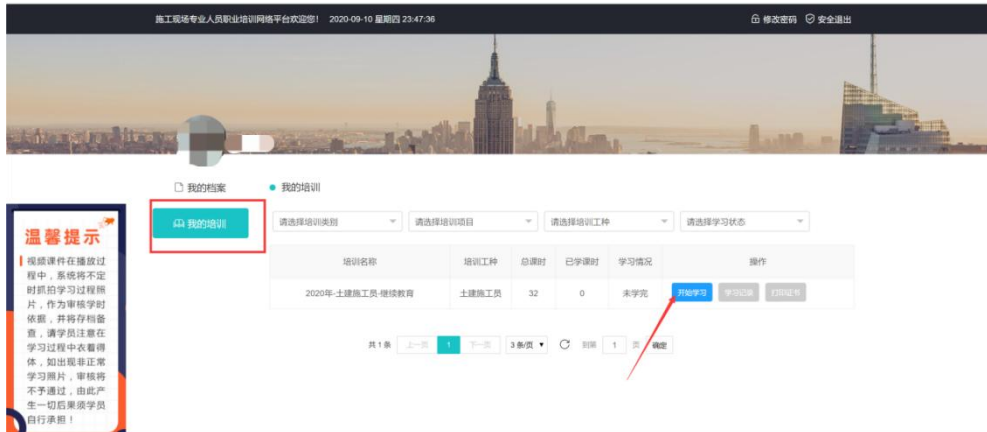 施工现场专业人员职业培训网络平台欢迎您! 2020-09-10 星期四 23:47:36 修改密码 安全退出
我的档案
我的培训
我的培训
请选择培训类别 请选择培训项目 请选择培训工种 请选择学习状态
培训名称 培训工种 总课时 已学课时 学习情况 操作
2020年-土建施工员-继续教育 土建施工员 32 0 未学完 开始学习 学习记录 打印证书
共1条 上一页 1 下一页 3条/页 到第 1 页 确定
温馨提示
视频课件在播放过
程中，系统将不定
时抓拍学习过程照
片，作为审核学时
依据，并将存档备
查，请学员注意在
学习过程中衣着得
体，如出现非正常
学习照片，审核将
不予通过，由此产
生一切后果须学员
自行承担！